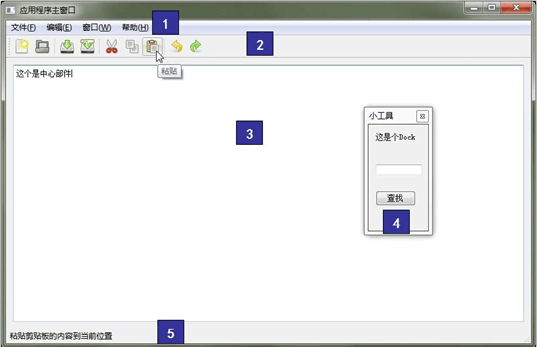 应用程序主窗口
文件(F) 编辑(E) 窗口(W) 帮助(H) 1
2
粘贴
这个是中心部件
3
小工具
这是个Dock
查找
4
粘贴剪贴板的内容到当前位置 5